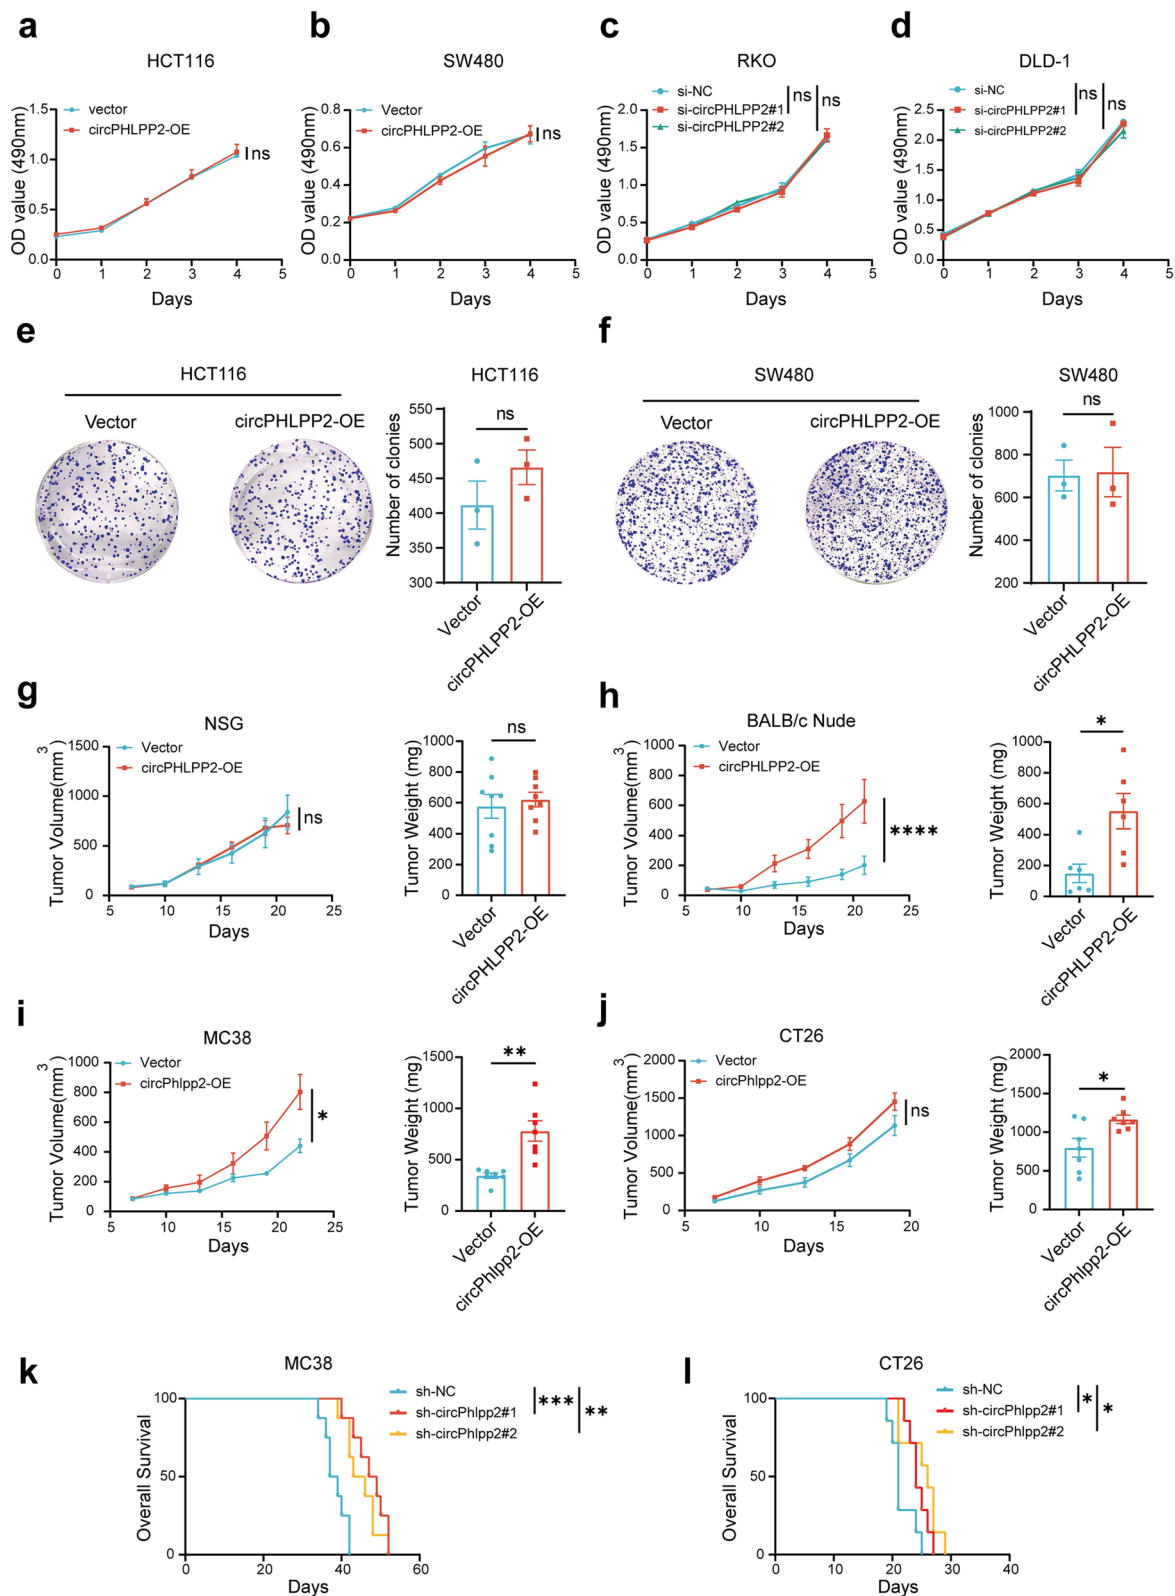 a
HCT116
OD value (490nm)
1.5
1.0
0.5
0.0
vector
circPHLPP2-OE
ns
0 1 2 3 4 5
Days
b
SW480
OD value (490nm)
0.8
0.6
0.4
0.2
0.0
Vector
circPHLPP2-OE
ns
0 1 2 3 4 5
Days
c
RKO
si-NC
si-circPHLPP2#1
si-circPHLPP2#2
ns
ns
OD value (490nm)
2.0
1.5
1.0
0.5
0.0
0 1 2 3 4 5
Days
d
DLD-1
si-NC
si-circPHLPP2#1
si-circPHLPP2#2
ns
ns
OD value (490nm)
2.5
2.0
1.5
1.0
0.5
0.0
0 1 2 3 4 5
Days
e
HCT116
Vector
circPHLPP2-OE
HCT116
Number of clonies
550
500
450
400
350
300
ns
Vector
circPHLPP2-OE
f
SW480
Vector
circPHLPP2-OE
SW480
Number of clonies
1000
800
600
400
200
ns
Vector
circPHLPP2-OE
g
NSG
Tumor Volume(mm3)
1500
1000
500
0
Vector
circPHLPP2-OE
ns
5 10 15 20 25
Days
Tumor Weight (mg)
1000
800
600
400
200
0
ns
Vector
circPHLPP2-OE
h
BALB/c Nude
Tumor Volume(mm3)
1000
800
600
400
200
0
Vector
circPHLPP2-OE
****
5 10 15 20 25
Days
Tumor Weight (mg)
1000
800
600
400
200
0
*
Vector
circPHLPP2-OE
i
MC38
Tumor Volume(mm3)
1000
800
600
400
200
0
Vector
circPhlpp2-OE
*
5 10 15 20 25
Days
Tumor Weight (mg)
1500
1000
500
0
**
Vector
circPhlpp2-OE
j
CT26
Tumor Volume(mm3)
2000
1500
1000
500
0
Vector
circPhlpp2-OE
ns
5 10 15 20
Days
Tumor Weight (mg)
2000
1500
1000
500
0
*
Vector
circPhlpp2-OE
k
MC38
Overall Survival
100
50
0
sh-NC
sh-circPhlpp2#1
sh-circPhlpp2#2
***
**
0 20 40 60
Days
l
CT26
Overall Survival
100
50
0
sh-NC
sh-circPhlpp2#1
sh-circPhlpp2#2
*
*
0 10 20 30 40
Days